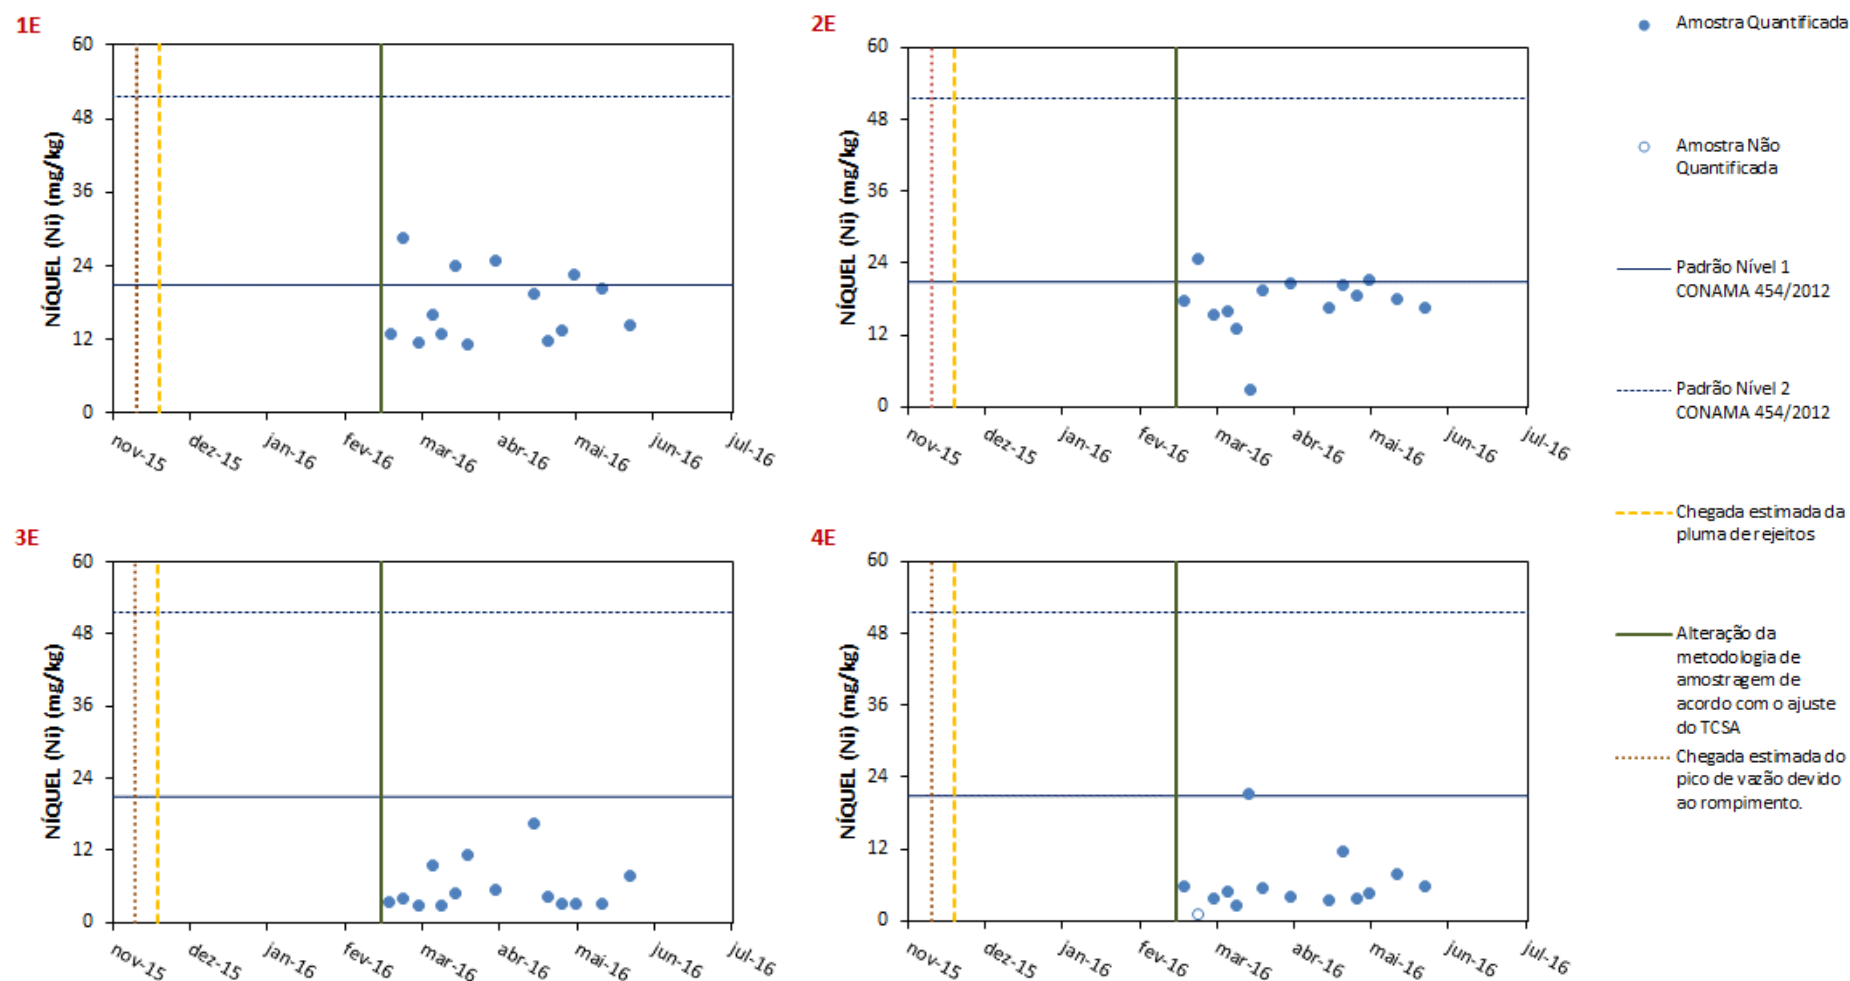 1E
NÍQUEL (Ni) (mg/kg)
60
48
36
24
12
0
nov-15
dez-15
jan-16
fev-16
mar-16
abr-16
mai-16
jun-16
jul-16
2E
NÍQUEL (Ni) (mg/kg)
60
48
36
24
12
0
nov-15
dez-15
jan-16
fev-16
mar-16
abr-16
mai-16
jun-16
jul-16
3E
NÍQUEL (Ni) (mg/kg)
60
48
36
24
12
0
nov-15
dez-15
jan-16
fev-16
mar-16
abr-16
mai-16
jun-16
jul-16
4E
NÍQUEL (Ni) (mg/kg)
60
48
36
24
12
0
nov-15
dez-15
jan-16
fev-16
mar-16
abr-16
mai-16
jun-16
jul-16
Amostra Quantificada
Amostra Não
Quantificada
Padrão Nível 1
CONAMA 454/2012
Padrão Nível 2
CONAMA 454/2012
Chegada estimada da
pluma de rejeitos
Alteração da
metodologia de
amostragem de
acordo com o ajuste
do TCSA
Chegada estimada do
pico de vazão devido
ao rompimento.